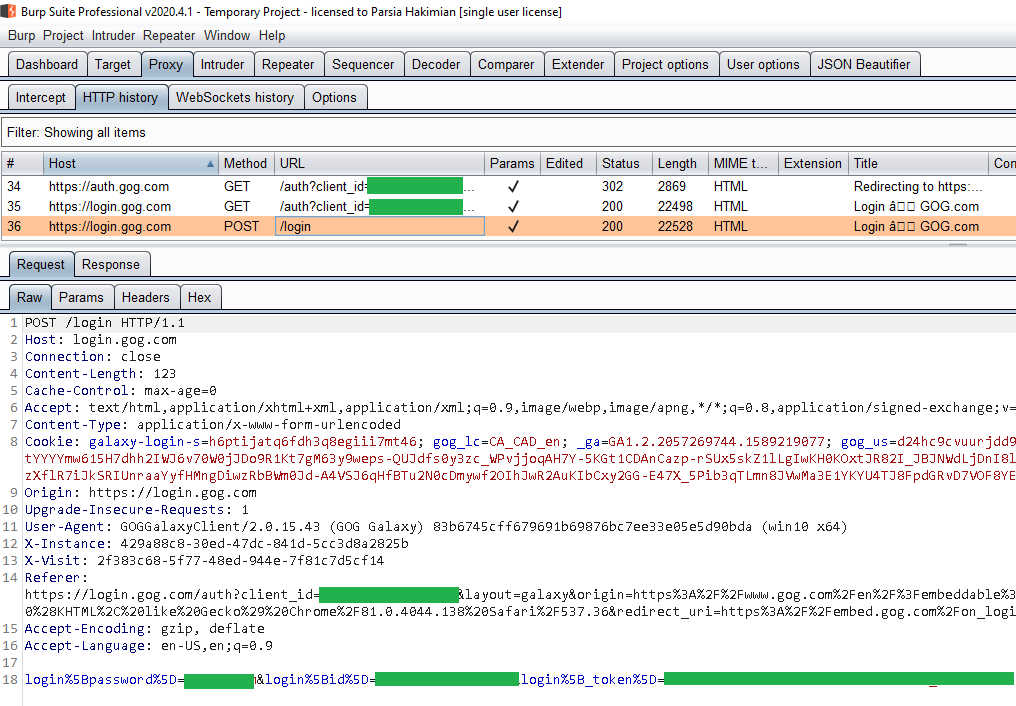 Burp Suite Professional v2020.4.1 - Temporary Project - licensed to Parsia Hakimian [single user license]
Burp Project Intruder Repeater Window Help
Dashboard Target Proxy Intruder Repeater Sequencer Decoder Comparer Extender Project options User options JSON Beautifier
Intercept HTTP history WebSockets history Options
Filter: Showing all items
# Host Method URL Params Edited Status Length MIME t... Extension Title Con
34 https://auth.gog.com GET /auth?client_id= ... ✓ 302 2869 HTML Redirecting to https:...
35 https://login.gog.com GET /auth?client_id= ... ✓ 200 22498 HTML Login â□□ GOG.com
36 https://login.gog.com POST /login ✓ 200 22528 HTML Login â□□ GOG.com
Request Response
Raw Params Headers Hex
1 POST /login HTTP/1.1
2 Host: login.gog.com
3 Connection: close
4 Content-Length: 123
5 Cache-Control: max-age=0
6 Accept: text/html,application/xhtml+xml,application/xml;q=0.9,image/webp,image/apng,*/*;q=0.8,application/signed-exchange;v=
7 Content-Type: application/x-www-form-urlencoded
8 Cookie: galaxy-login-s=h6ptijatq6fdh3q8egiii7mt46; gog_lc=CA_CAD_en; _ga=GA1.2.2057269744.1589219077; gog_us=d24hc9cvuurjdd9
9 Origin: https://login.gog.com
10 Upgrade-Insecure-Requests: 1
11 User-Agent: GOGGalaxyClient/2.0.15.43 (GOG Galaxy) 83b6745cff679691b69876bc7ee33e05e5d90bda (win10 x64)
12 X-Instance: 429a88c8-30ed-47dc-841d-5cc3d8a2825b
13 X-Visit: 2f383c68-5f77-48ed-944e-7f81c7d5cf14
14 Referer:
https://login.gog.com/auth?client_id= &layout=galaxy&origin=https%3A%2F%2Fwww.gog.com%2Fen%2F%3Fembeddable%3
0%28KHTML%2C%20like%20Gecko%29%20Chrome%2F81.0.4044.138%20Safari%2F537.36&redirect_uri=https%3A%2F%2Fembed.gog.com%2Fon_logi
15 Accept-Encoding: gzip, deflate
16 Accept-Language: en-US,en;q=0.9
17
18 login%5Bpassword%5D= &login%5Bid%5D= login%5B_token%5D=